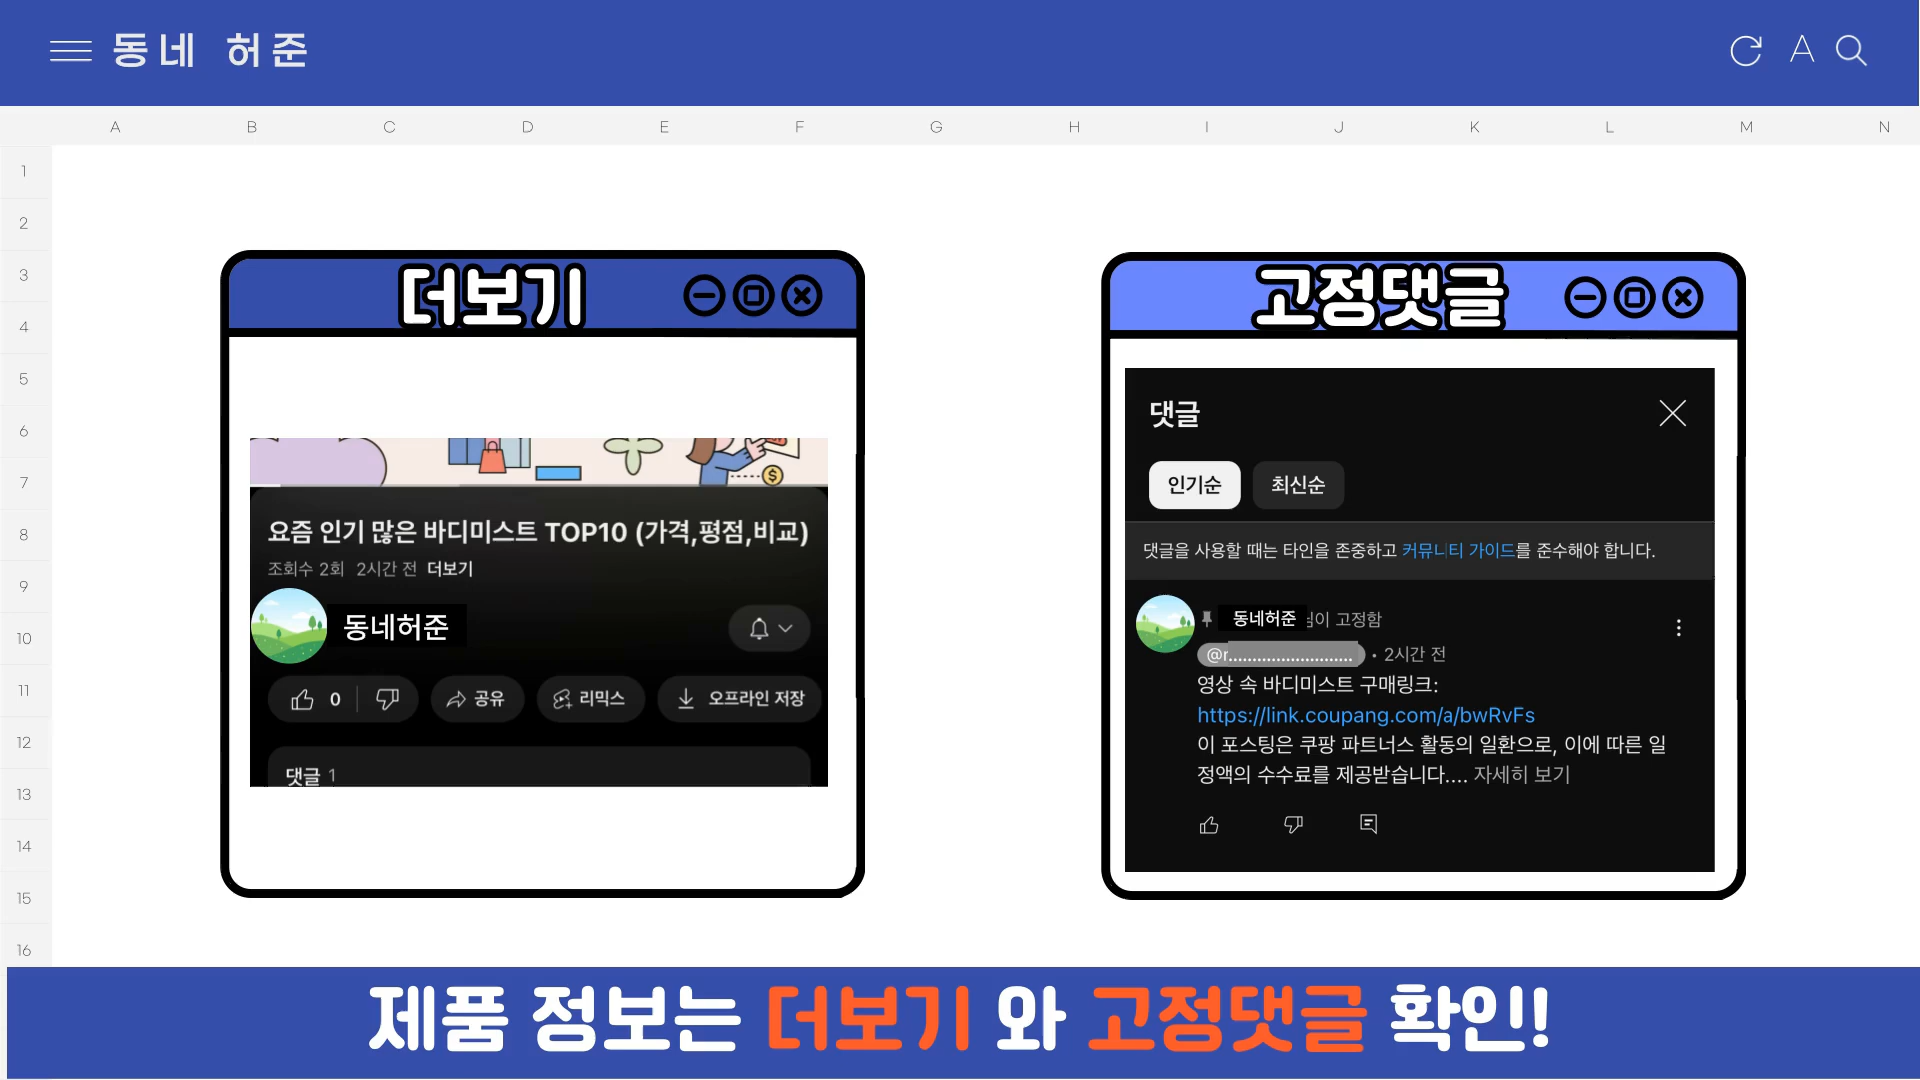 동네 허준
A
A B C D E F G H I J K L M N
1
2
3
4
5
6
7
8
9
10
11
12
13
14
15
16
더보기
요즘 인기 많은 바디미스트 TOP10 (가격,평점,비교)
조회수 2회 2시간 전 더보기
동네허준
0 공유 리믹스 오프라인 저장
댓글 1
고정댓글
댓글
인기순 최신순
댓글을 사용할 때는 타인을 존중하고 커뮤니티 가이드를 준수해야 합니다.
동네허준 님이 고정함
@r.......................... • 2시간 전
영상 속 바디미스트 구매링크:
https://link.coupang.com/a/bwRvFs
이 포스팅은 쿠팡 파트너스 활동의 일환으로, 이에 따른 일
정액의 수수료를 제공받습니다.... 자세히 보기
제품 정보는 더보기 와 고정댓글 확인!